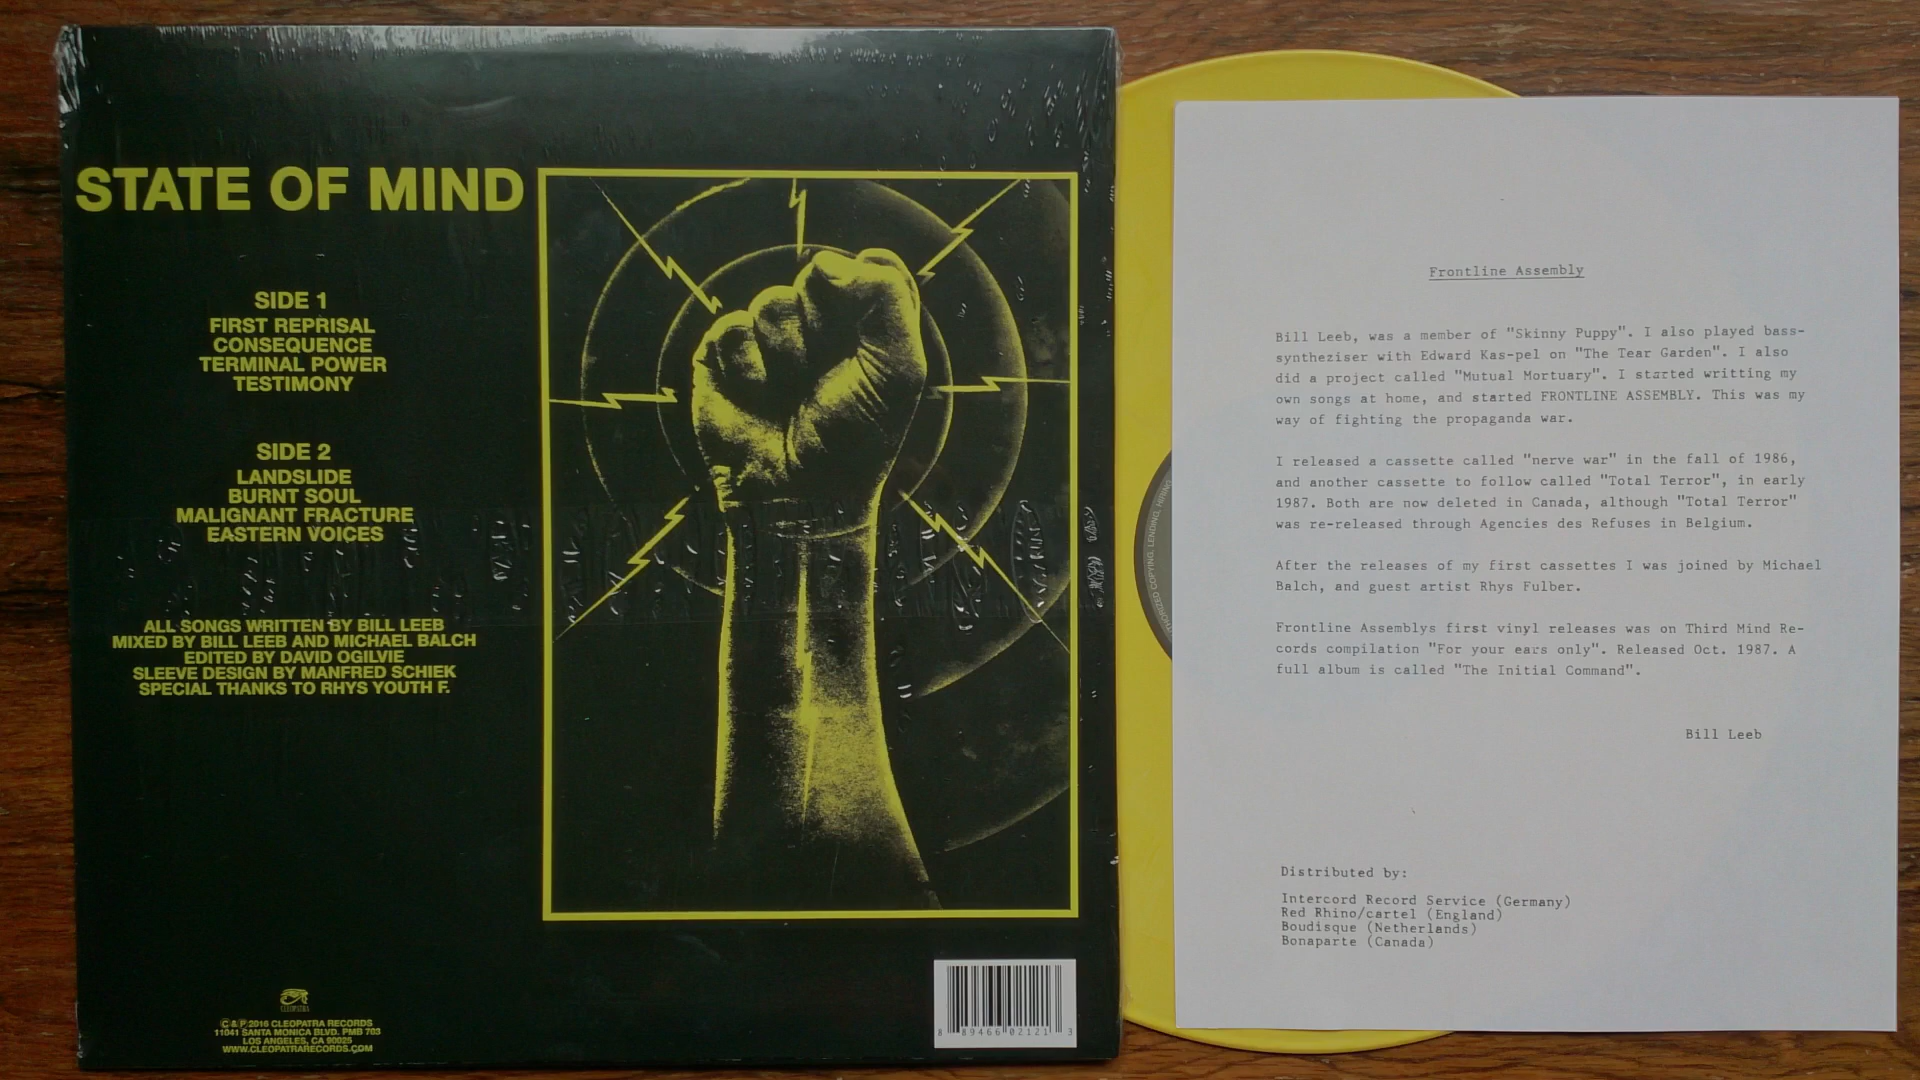 STATE OF MIND
SIDE 1
FIRST REPRISAL
CONSEQUENCE
TERMINAL POWER
TESTIMONY
SIDE 2
LANDSLIDE
BURNT SOUL
MALIGNANT FRACTURE
EASTERN VOICES
ALL SONGS WRITTEN BY BILL LEEB
MIXED BY BILL LEEB AND MICHAEL BALCH
EDITED BY DAVID OGILVIE
SLEEVE DESIGN BY MANFRED SCHIEK
SPECIAL THANKS TO RHYS YOUTH F.
CLEOPATRA
©&℗2016 CLEOPATRA RECORDS
11041 SANTA MONICA BLVD. PMB 703
LOS ANGELES, CA 90025
WWW.CLEOPATRARECORDS.COM
8 89466 02121 3
THORIZED COPYING, LENDING, HIRING,
Frontline Assembly
Bill Leeb, was a member of "Skinny Puppy". I also played bass-
syntheziser with Edward Kas-pel on "The Tear Garden". I also
did a project called "Mutual Mortuary". I started writting my
own songs at home, and started FRONTLINE ASSEMBLY. This was my
way of fighting the propaganda war.
I released a cassette called "nerve war" in the fall of 1986,
and another cassette to follow called "Total Terror", in early
1987. Both are now deleted in Canada, although "Total Terror"
was re-released through Agencies des Refuses in Belgium.
After the releases of my first cassettes I was joined by Michael
Balch, and guest artist Rhys Fulber.
Frontline Assemblys first vinyl releases was on Third Mind Re-
cords compilation "For your ears only". Released Oct. 1987. A
full album is called "The Initial Command".
Bill Leeb
Distributed by:
Intercord Record Service (Germany)
Red Rhino/cartel (England)
Boudisque (Netherlands)
Bonaparte (Canada)